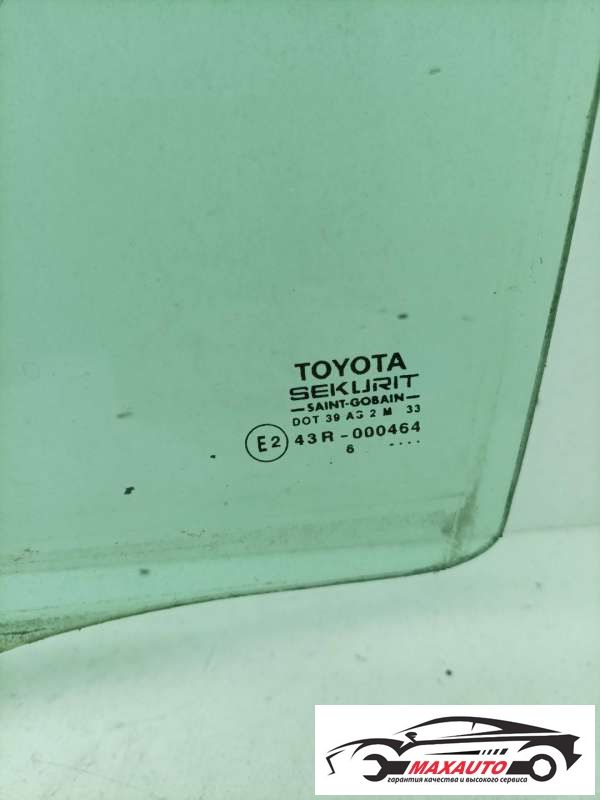 TOYOTA
SEKURIT
SAINT-GOBAIN
DOT 39 AS 2 M 33
E2 43R-000464
6 ....
MAXAUTO
гарантия качества и высокого сервиса